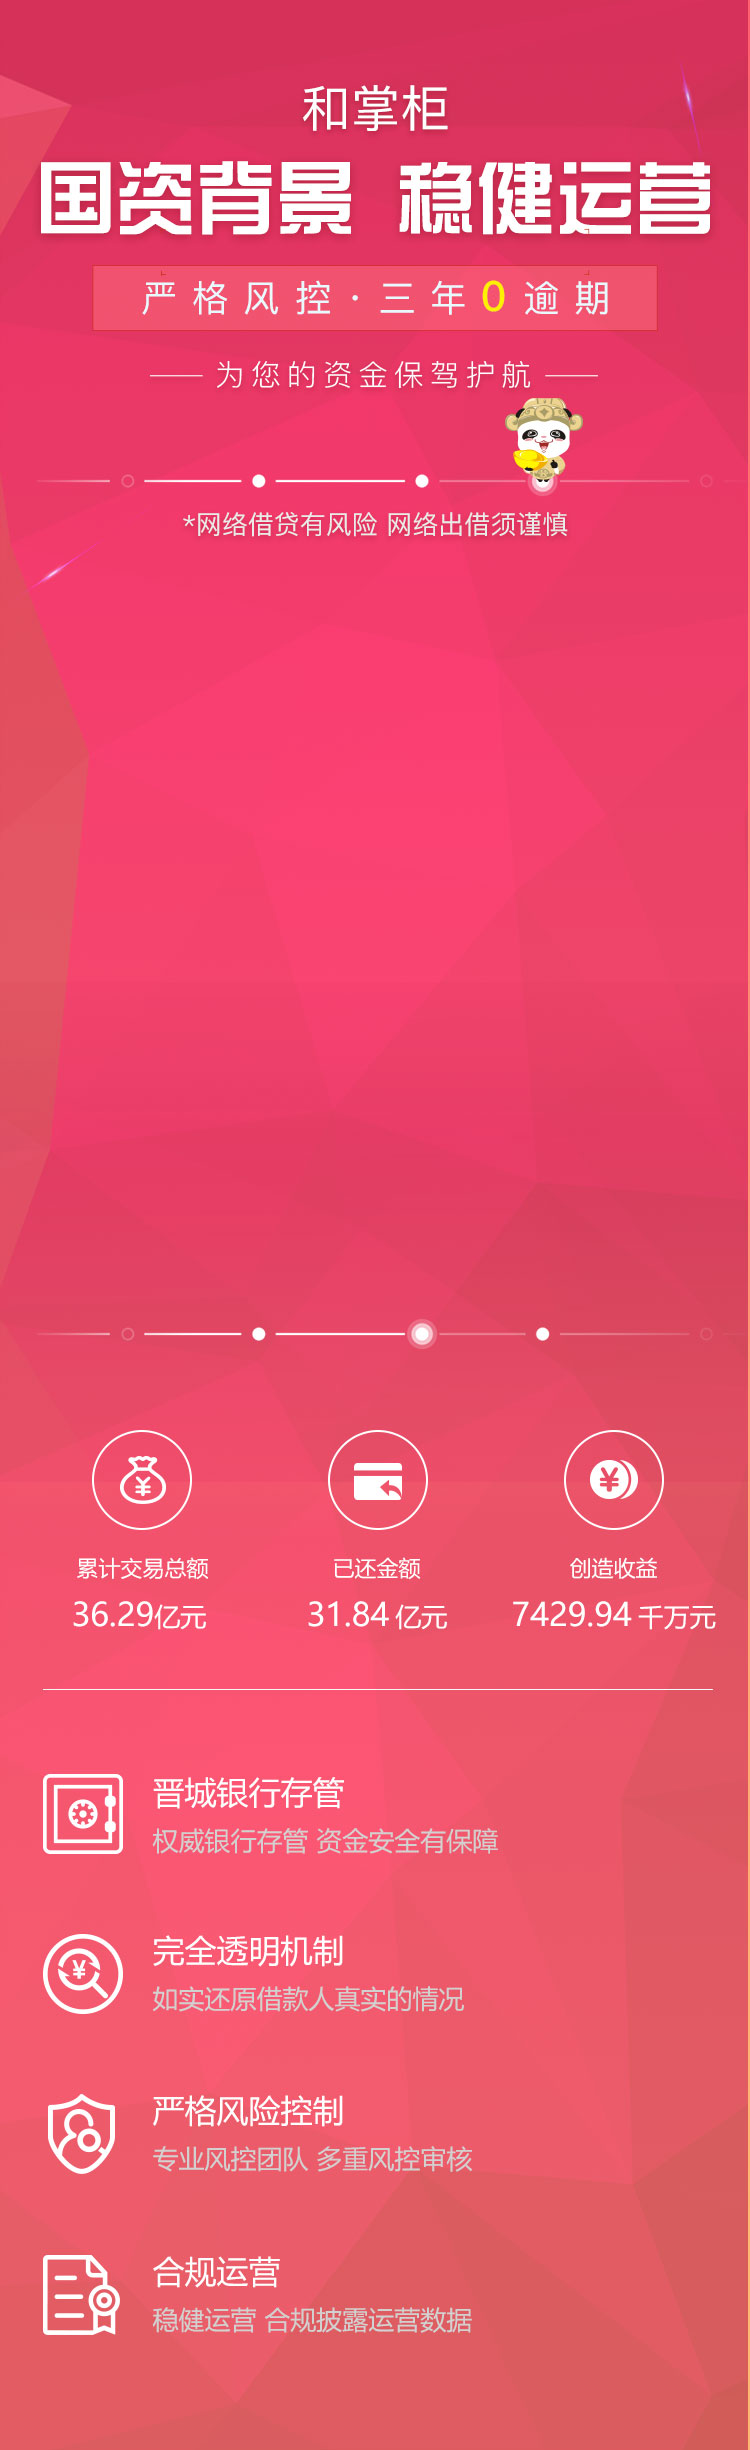 和掌柜
国资背景 稳健运营
严格风控·三年0逾期
为您的资金保驾护航
*网络借贷有风险 网络出借须谨慎
累计交易总额 已还金额 创造收益
36.29亿元 31.84 亿元 7429.94 千万元
晋城银行存管
权威银行存管 资金安全有保障
完全透明机制
如实还原借款人真实的情况
严格风险控制
专业风控团队 多重风控审核
合规运营
稳健运营 合规披露运营数据